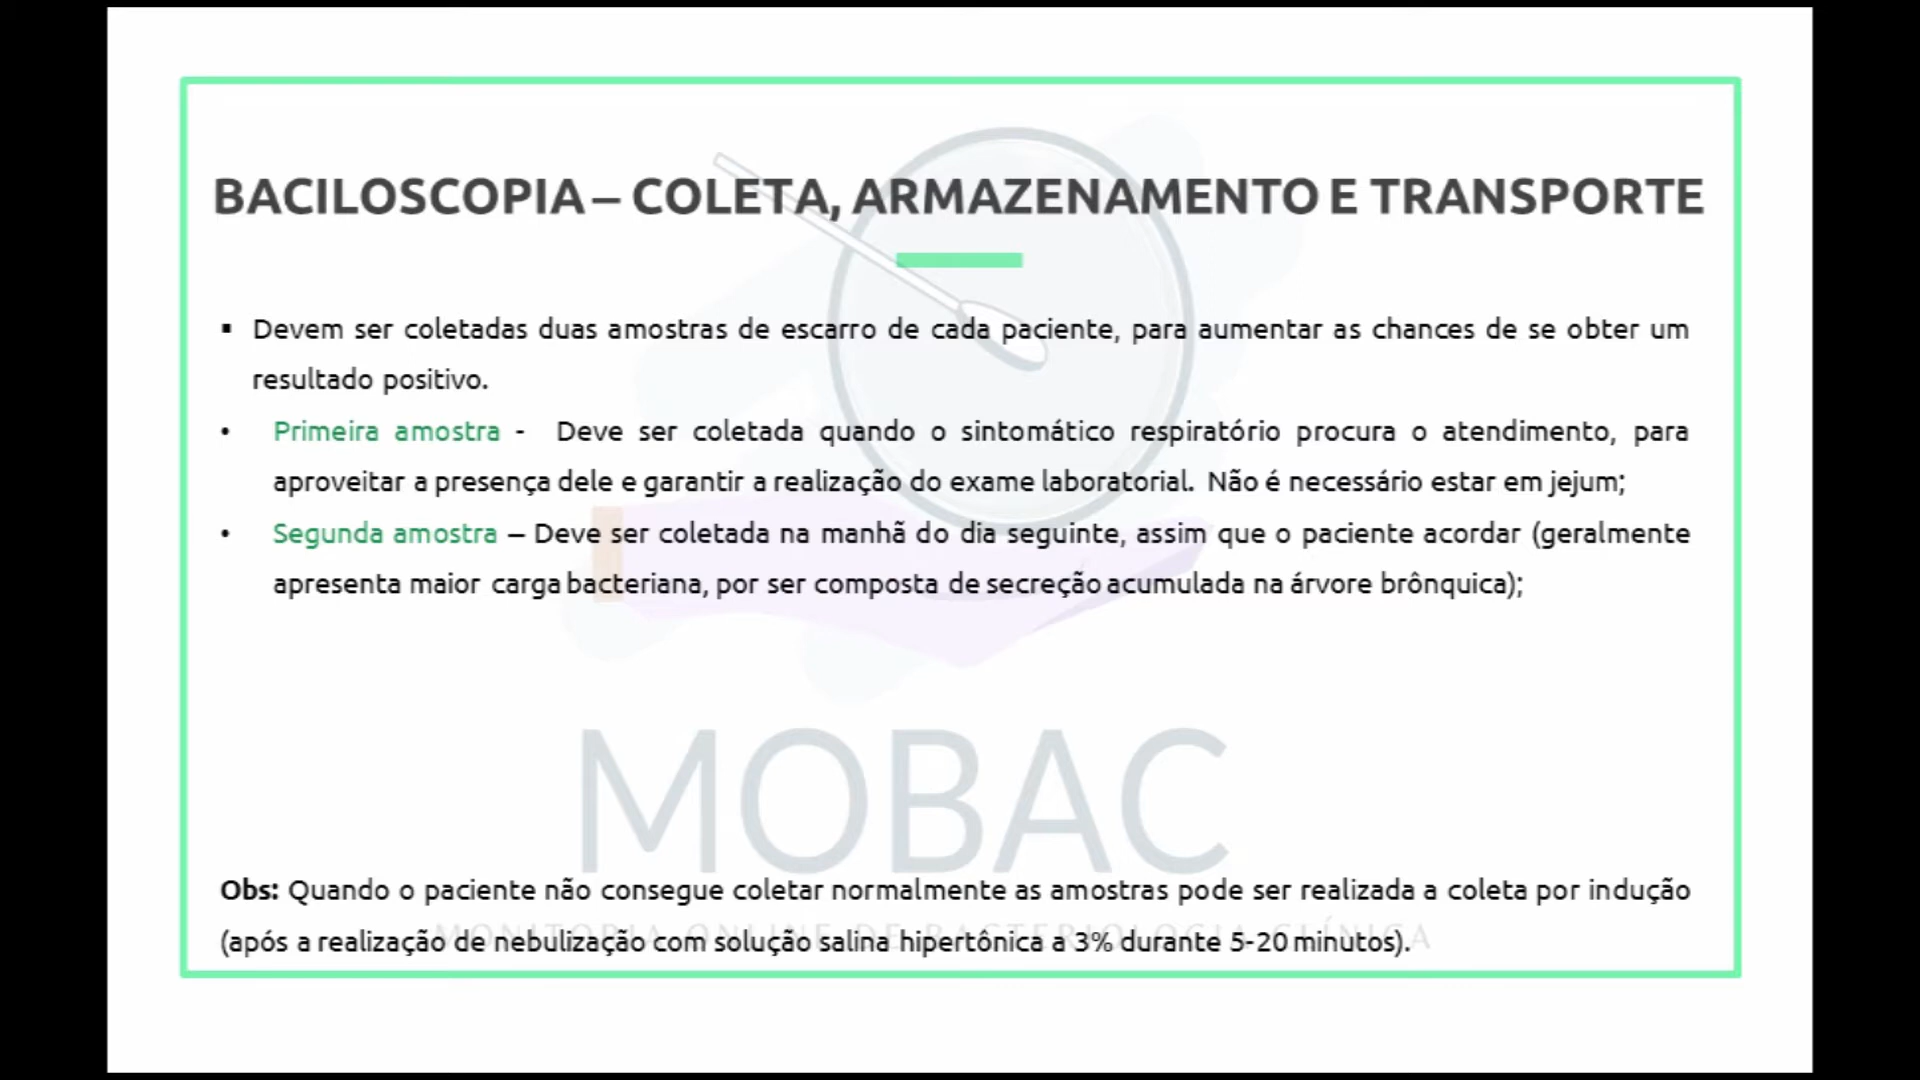 BACILOSCOPIA – COLETA, ARMAZENAMENTO E TRANSPORTE
▪ Devem ser coletadas duas amostras de escarro de cada paciente, para aumentar as chances de se obter um
resultado positivo.
• Primeira amostra - Deve ser coletada quando o sintomático respiratório procura o atendimento, para
aproveitar a presença dele e garantir a realização do exame laboratorial. Não é necessário estar em jejum;
• Segunda amostra – Deve ser coletada na manhã do dia seguinte, assim que o paciente acordar (geralmente
apresenta maior carga bacteriana, por ser composta de secreção acumulada na árvore brônquica);
MOBAC
Obs: Quando o paciente não consegue coletar normalmente as amostras pode ser realizada a coleta por indução
MONITORIA ONLINE DE BACTERIOLOGIA CLÍNICA
(após a realização de nebulização com solução salina hipertônica a 3% durante 5-20 minutos).